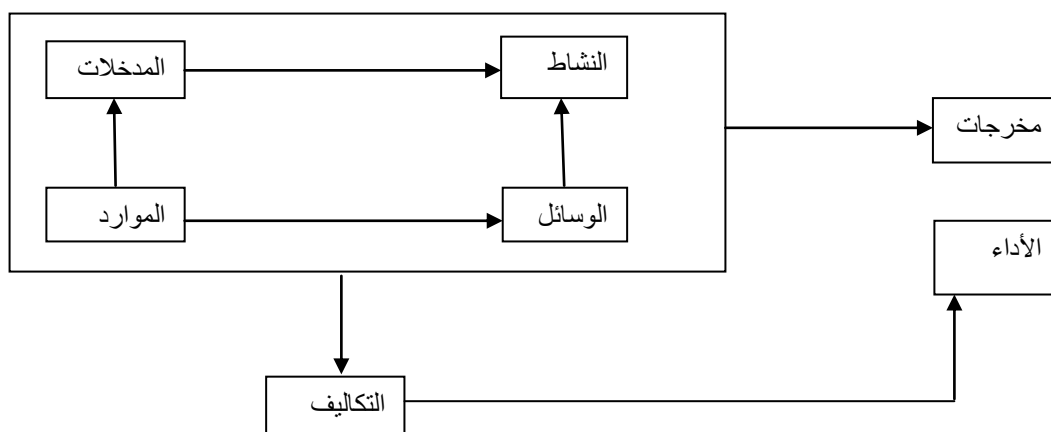 النشاط
المدخلات
مخرجات
الوسائل
الموارد
الأداء
التكاليف